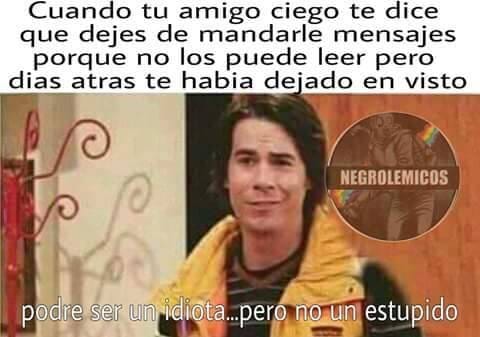 Cuando tu amigo ciego te dice
que dejes de mandarle mensajes
porque no los puede leer pero
dias atras te habia dejado en visto
NEGROLEMICOS
podre ser un idiota...pero no un estupido